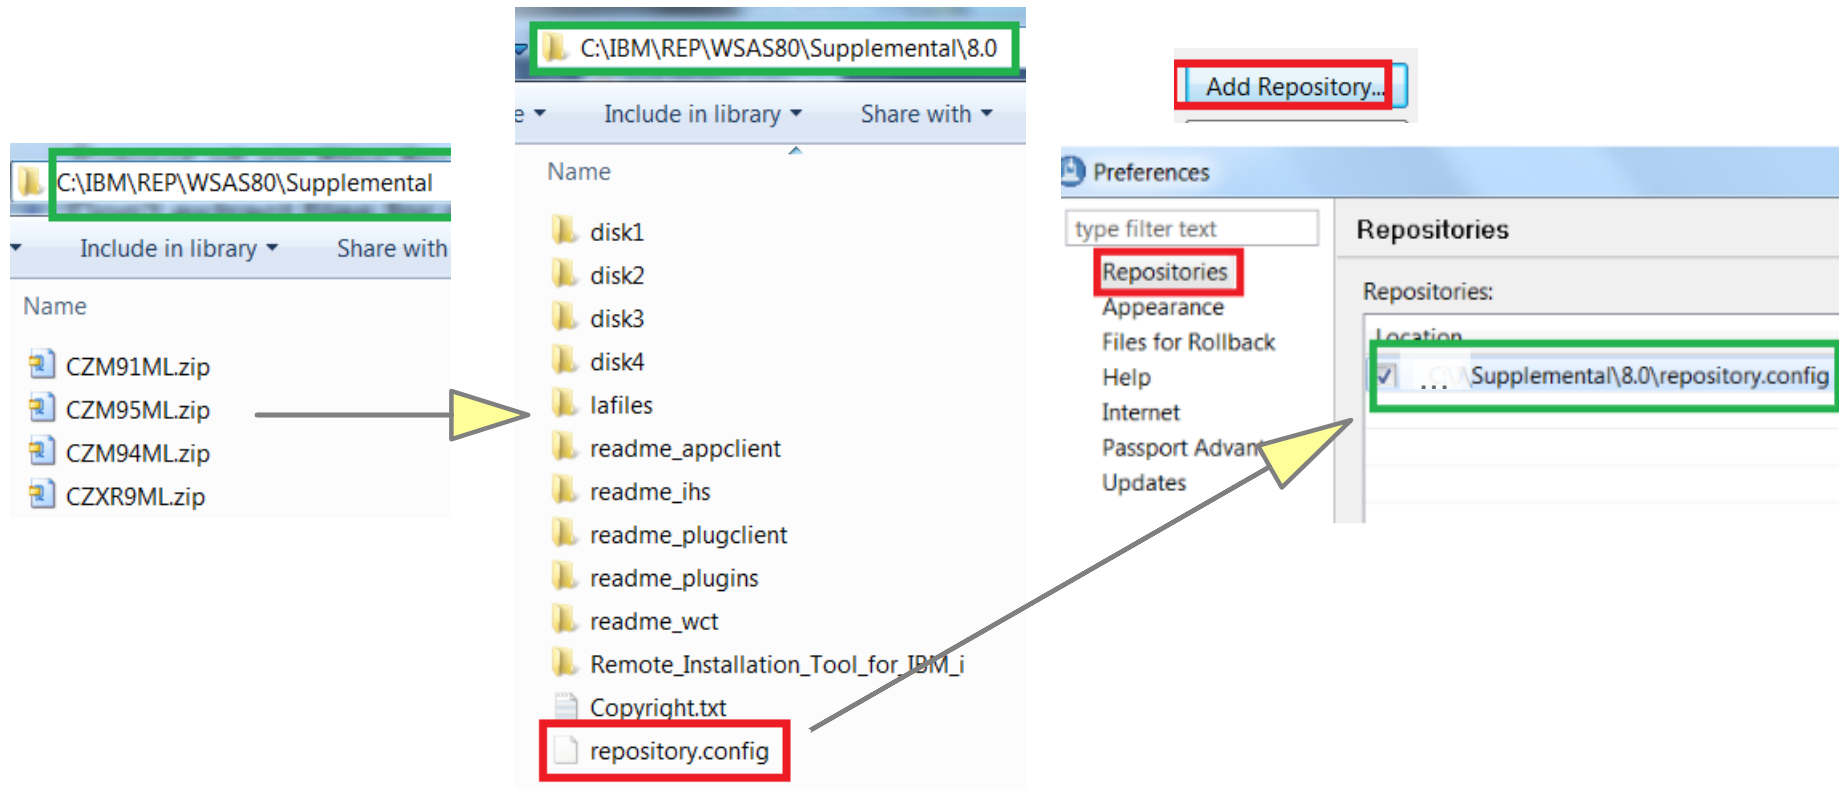 C:\IBM\REP\WSAS80\Supplemental
Include in library
Share with
Name
CZM91ML.zip
CZM95ML.zip
CZM94ML.zip
CZXR9ML.zip
C:\IBM\REP\WSAS80\Supplemental\8.0
e
Include in library
Share with
Name
disk1
disk2
disk3
disk4
lafiles
readme_appclient
readme_ihs
readme_plugclient
readme_plugins
readme_wct
Remote_Installation_Tool_for_IBM_i
Copyright.txt
repository.config
Add Repository...
Preferences
type filter text
Repositories
Appearance
Files for Rollback
Help
Internet
Passport Advan
Updates
Repositories
Repositories:
Location
... \Supplemental\8.0\repository.config